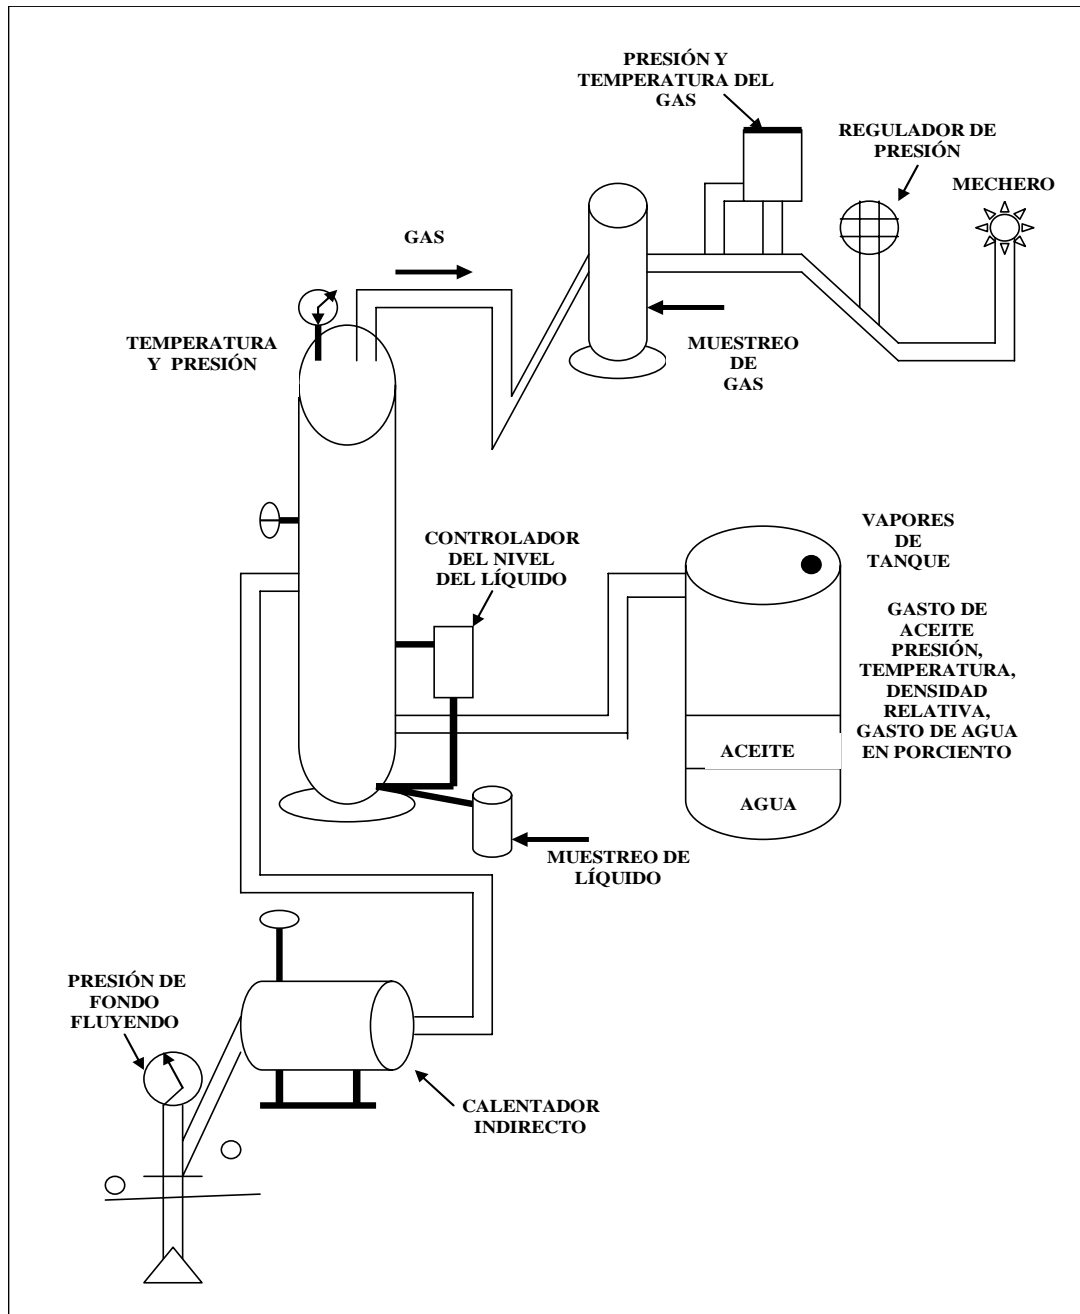 PRESIÓN Y
TEMPERATURA DEL
GAS
REGULADOR DE
PRESIÓN
MECHERO
GAS
TEMPERATURA
Y PRESIÓN
MUESTREO
DE
GAS
CONTROLADOR
DEL NIVEL
DEL LÍQUIDO
VAPORES
DE
TANQUE
GASTO DE
ACEITE
PRESIÓN,
TEMPERATURA,
DENSIDAD
RELATIVA,
GASTO DE AGUA
EN PORCIENTO
ACEITE
AGUA
MUESTREO DE
LÍQUIDO
PRESIÓN DE
FONDO
FLUYENDO
CALENTADOR
INDIRECTO